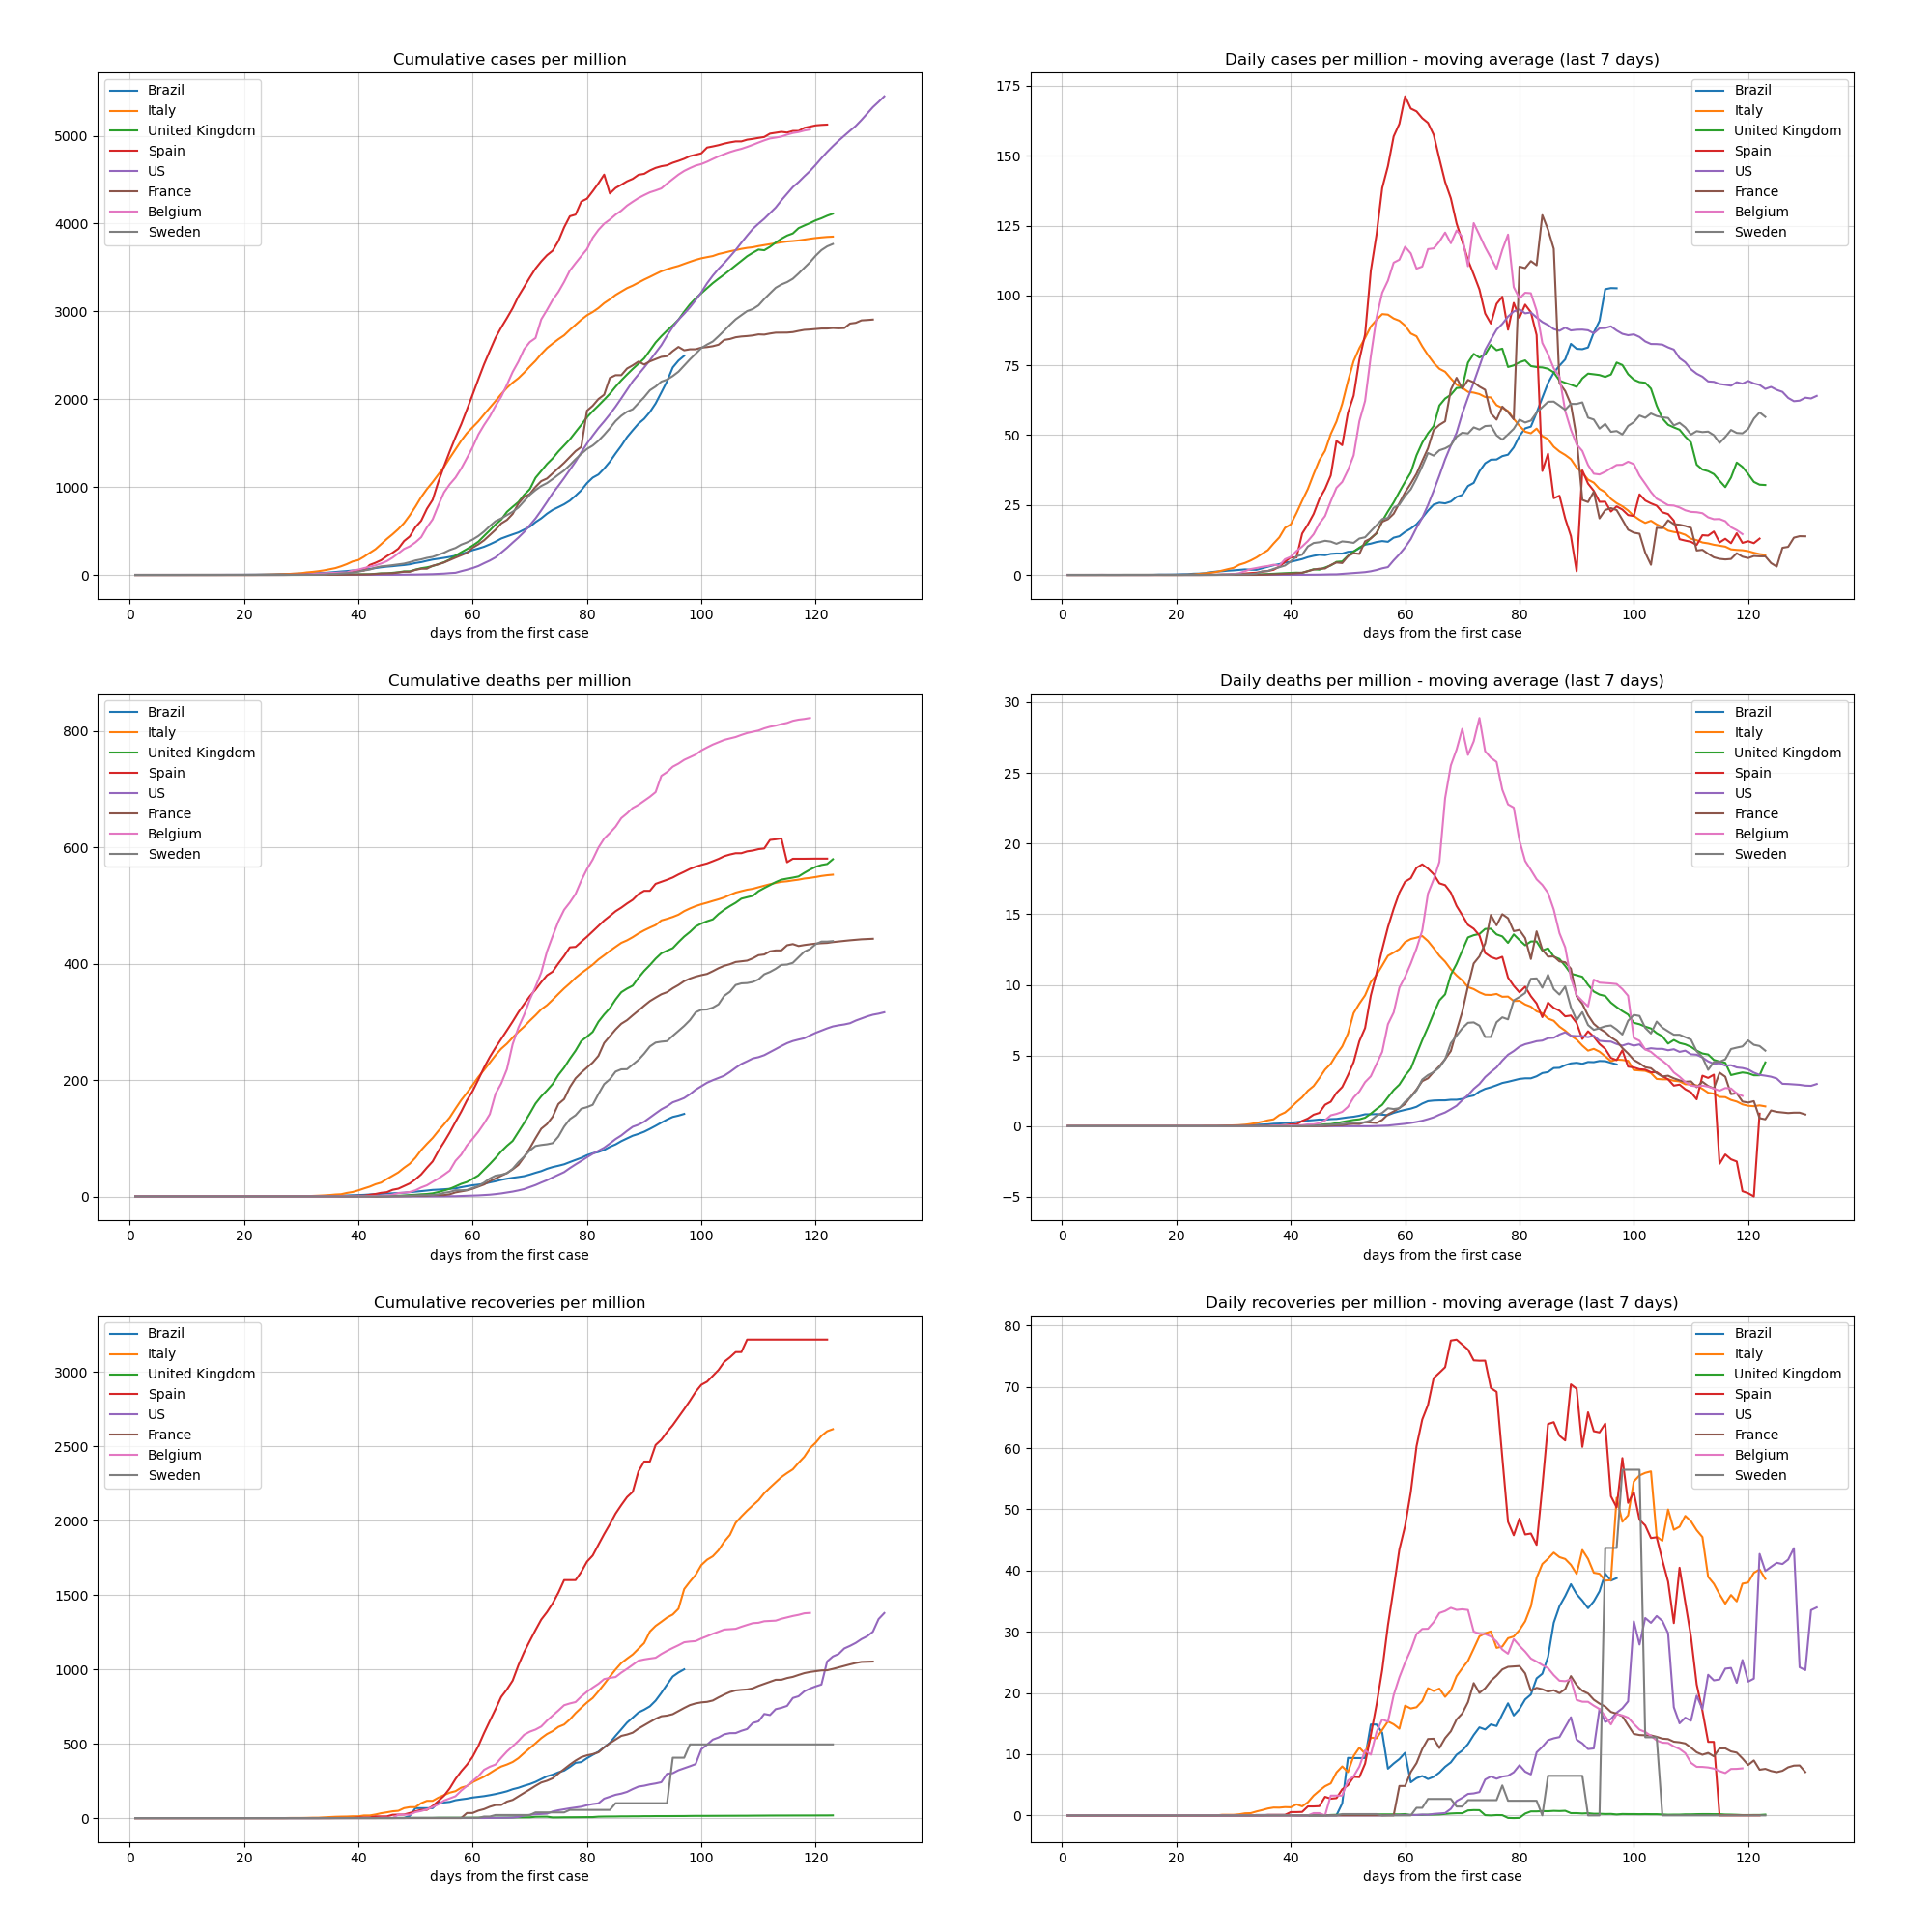 Cumulative cases per million
5000
4000
3000
2000
1000
0
Brazil
Italy
United Kingdom
Spain
US
France
Belgium
Sweden
0 20 40 60 80 100 120
days from the first case
Daily cases per million - moving average (last 7 days)
175
150
125
100
75
50
25
0
Brazil
Italy
United Kingdom
Spain
US
France
Belgium
Sweden
0 20 40 60 80 100 120
days from the first case
Cumulative deaths per million
800
600
400
200
0
Brazil
Italy
United Kingdom
Spain
US
France
Belgium
Sweden
0 20 40 60 80 100 120
days from the first case
Daily deaths per million - moving average (last 7 days)
30
25
20
15
10
5
0
−5
Brazil
Italy
United Kingdom
Spain
US
France
Belgium
Sweden
0 20 40 60 80 100 120
days from the first case
Cumulative recoveries per million
3000
2500
2000
1500
1000
500
0
Brazil
Italy
United Kingdom
Spain
US
France
Belgium
Sweden
0 20 40 60 80 100 120
days from the first case
Daily recoveries per million - moving average (last 7 days)
80
70
60
50
40
30
20
10
0
Brazil
Italy
United Kingdom
Spain
US
France
Belgium
Sweden
0 20 40 60 80 100 120
days from the first case